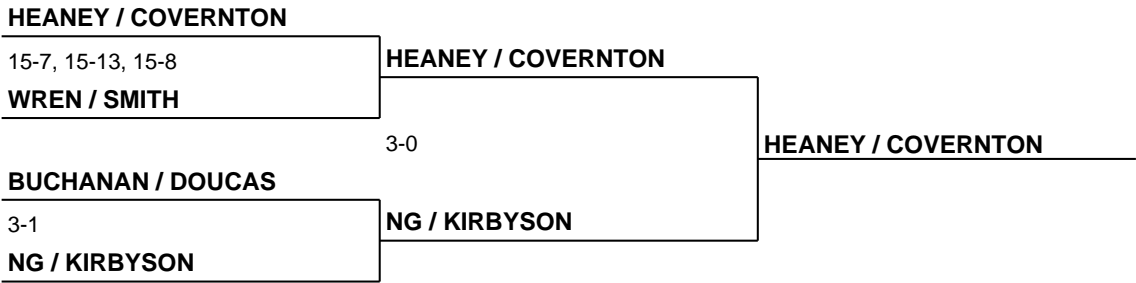 HEANEY / COVERNTON
15-7, 15-13, 15-8
HEANEY / COVERNTON
WREN / SMITH
3-0
HEANEY / COVERNTON
BUCHANAN / DOUCAS
3-1
NG / KIRBYSON
NG / KIRBYSON